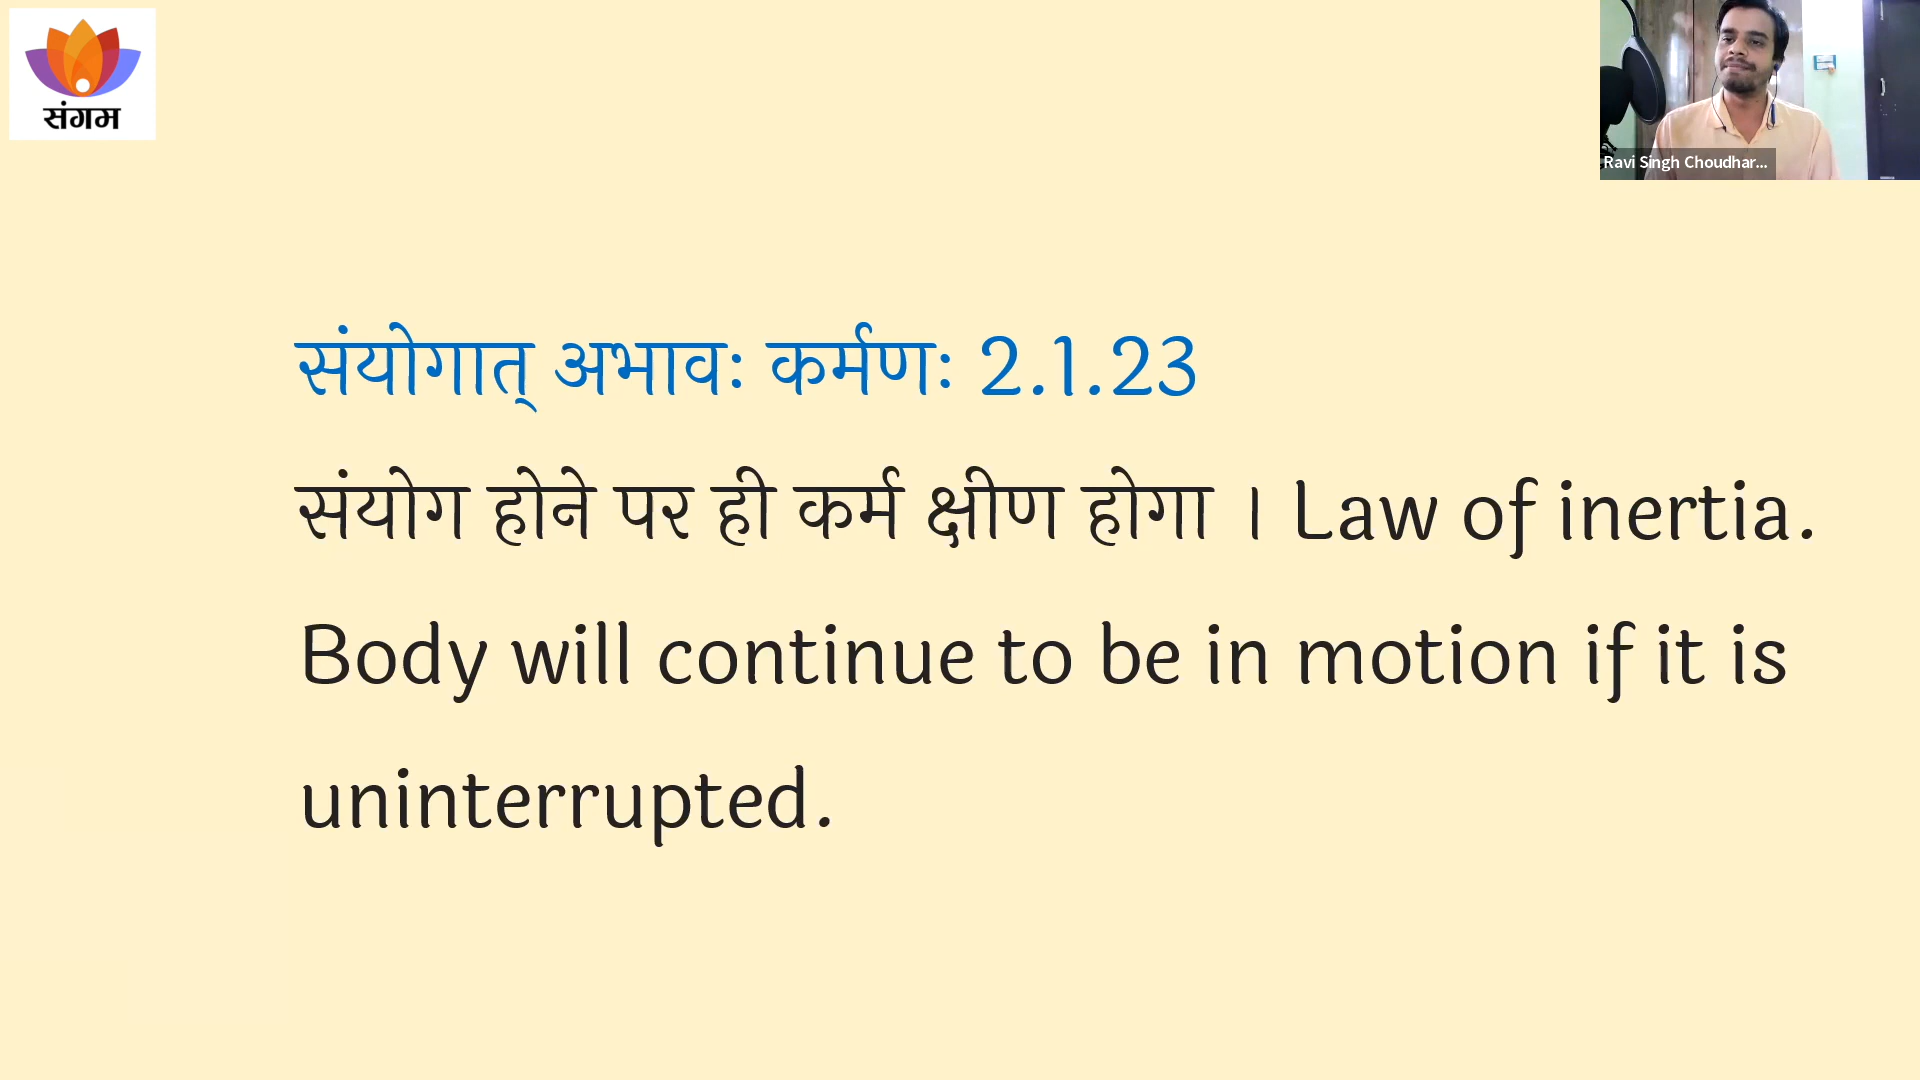 संगम
Ravi Singh Choudhar...
संयोगात् अभावः कर्मणः 2.1.23
संयोग होने पर ही कर्म क्षीण होगा । Law of inertia.
Body will continue to be in motion if it is
uninterrupted.